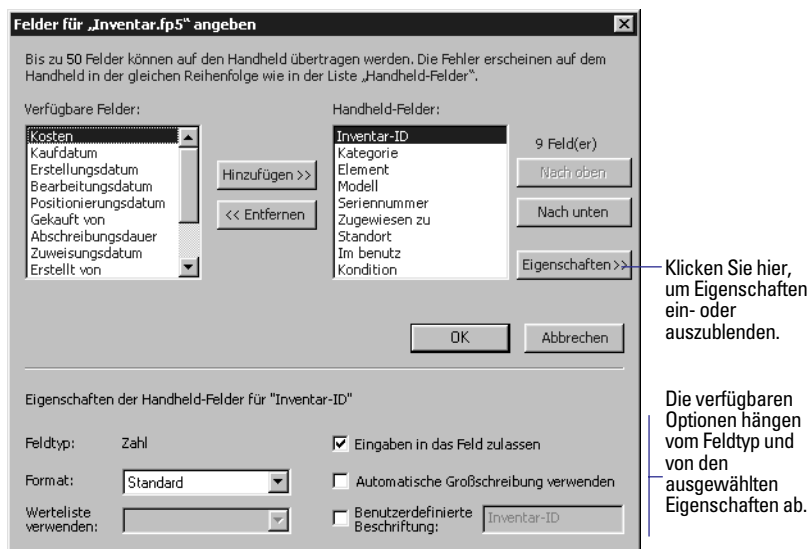 Felder für „Inventar.fp5“ angeben
Bis zu 50 Felder können auf den Handheld übertragen werden. Die Fehler erscheinen auf dem
Handheld in der gleichen Reihenfolge wie in der Liste „Handheld-Felder“.
Verfügbare Felder:
Kosten
Kaufdatum
Erstellungsdatum
Bearbeitungsdatum
Positionierungsdatum
Gekauft von
Abschreibungsdauer
Zuweisungsdatum
Erstellt von
Hinzufügen >>
<< Entfernen
Handheld-Felder:
Inventar-ID
Kategorie
Element
Modell
Seriennummer
Zugewiesen zu
Standort
Im benutz
Kondition
9 Feld(er)
Nach oben
Nach unten
Eigenschaften >>
Klicken Sie hier,
um Eigenschaften
ein- oder
auszublenden.
OK
Abbrechen
Eigenschaften der Handheld-Felder für "Inventar-ID"
Feldtyp:
Zahl
Eingaben in das Feld zulassen
Format:
Standard
Automatische Großschreibung verwenden
Werteliste
verwenden:
Benutzerdefinierte
Beschriftung:
Inventar-ID
Die verfügbaren
Optionen hängen
vom Feldtyp und
von den
ausgewählten
Eigenschaften ab.